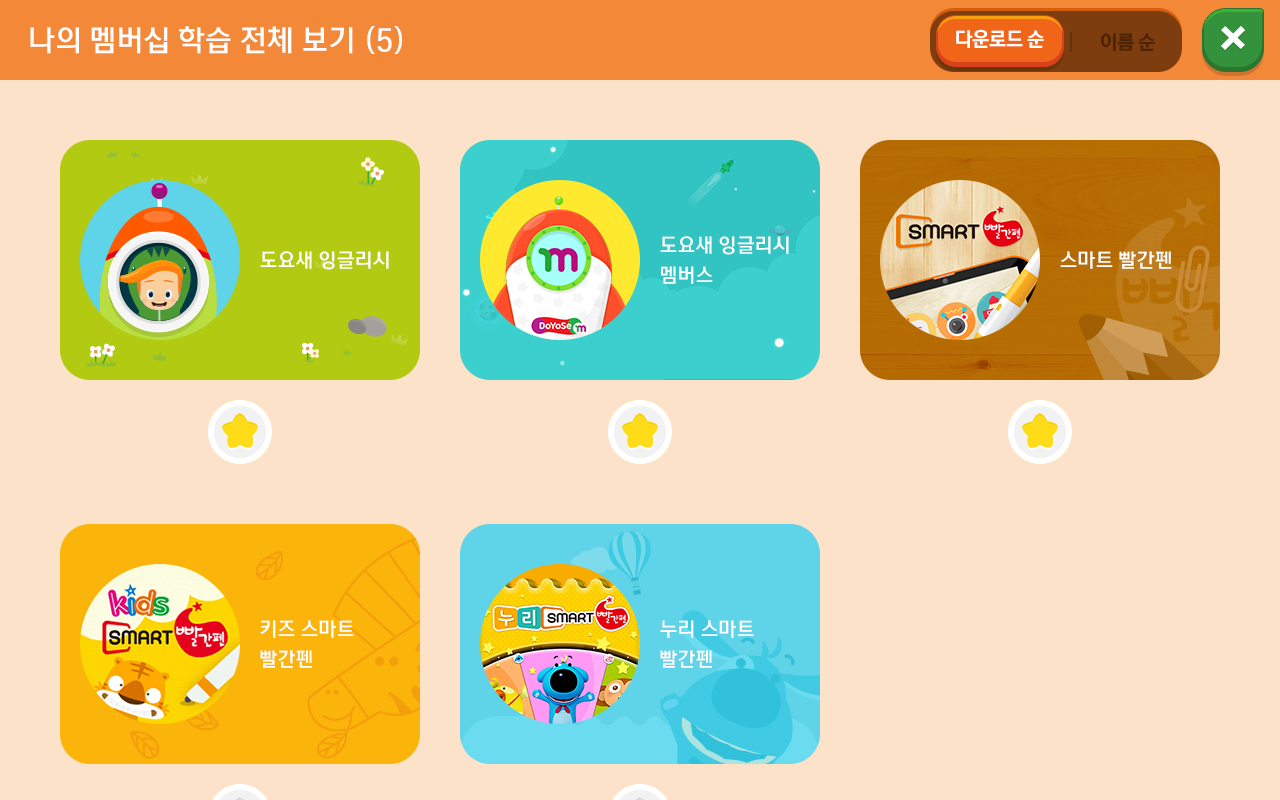 나의 멤버십 학습 전체 보기 (5)
다운로드 순
이름 순
도요새 잉글리시
m
DoYoSe m
도요새 잉글리시
멤버스
SMART 빨간펜
스마트 빨간펜
kids
SMART 빨간펜
키즈 스마트
빨간펜
누리 SMART 빨간펜
누리 스마트
빨간펜